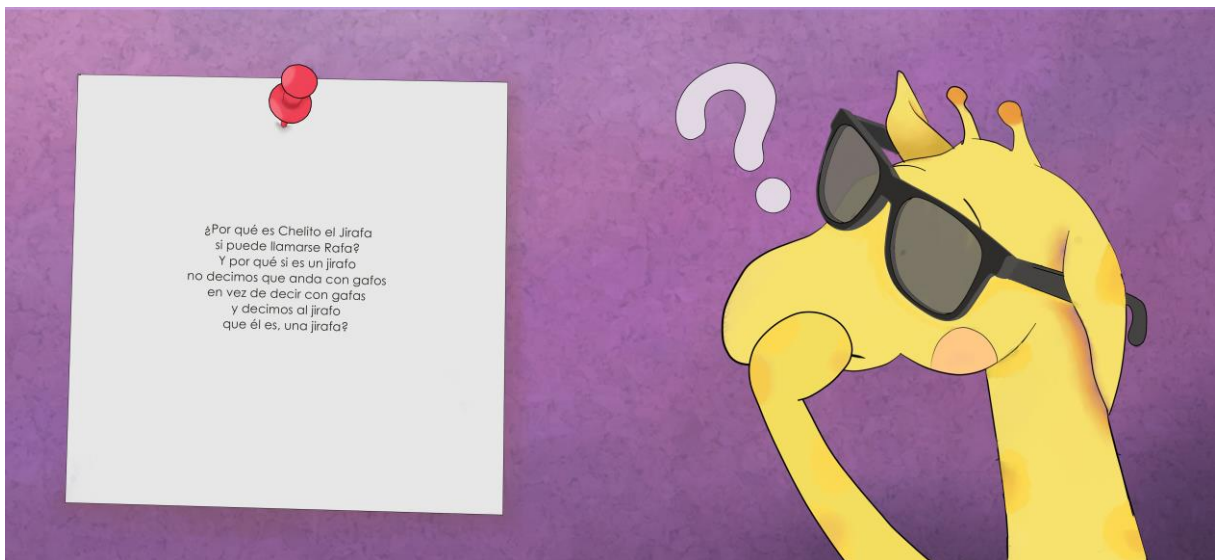 ¿Por qué es Chelito el Jirafa
si puede llamarse Rafa?
Y por qué si es un jirafo
no decimos que anda con gafos
en vez de decir con gafas
y decimos al jirafo
que él es, una jirafa?